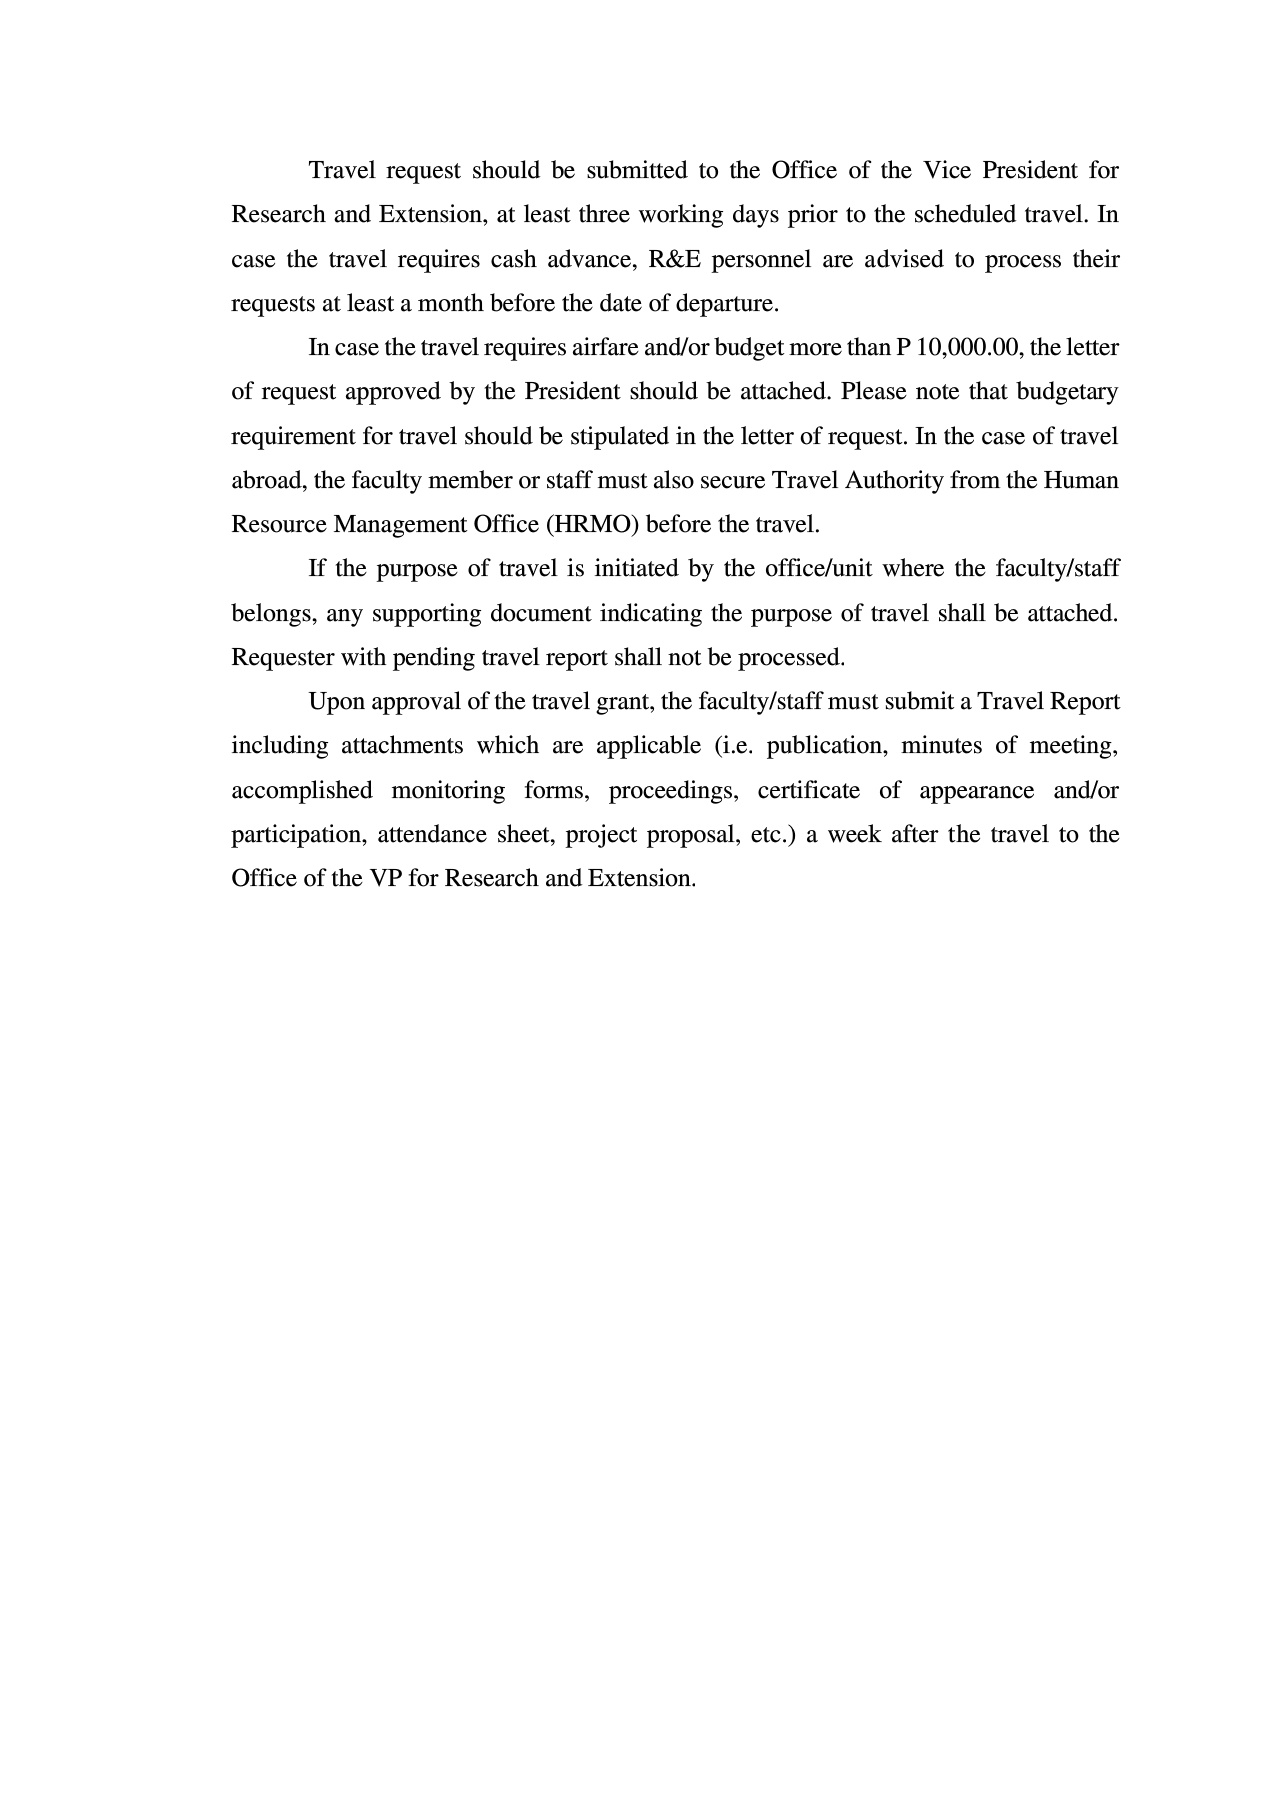 Travel request should be submitted to the Office of the Vice President for
Research and Extension, at least three working days prior to the scheduled travel. In
case the travel requires cash advance, R&E personnel are advised to process their
requests at least a month before the date of departure.
In case the travel requires airfare and/or budget more than P 10,000.00, the letter
of request approved by the President should be attached. Please note that budgetary
requirement for travel should be stipulated in the letter of request. In the case of travel
abroad, the faculty member or staff must also secure Travel Authority from the Human
Resource Management Office (HRMO) before the travel.
If the purpose of travel is initiated by the office/unit where the faculty/staff
belongs, any supporting document indicating the purpose of travel shall be attached.
Requester with pending travel report shall not be processed.
Upon approval of the travel grant, the faculty/staff must submit a Travel Report
including attachments which are applicable (i.e. publication, minutes of meeting,
accomplished monitoring forms, proceedings, certificate of appearance and/or
participation, attendance sheet, project proposal, etc.) a week after the travel to the
Office of the VP for Research and Extension.